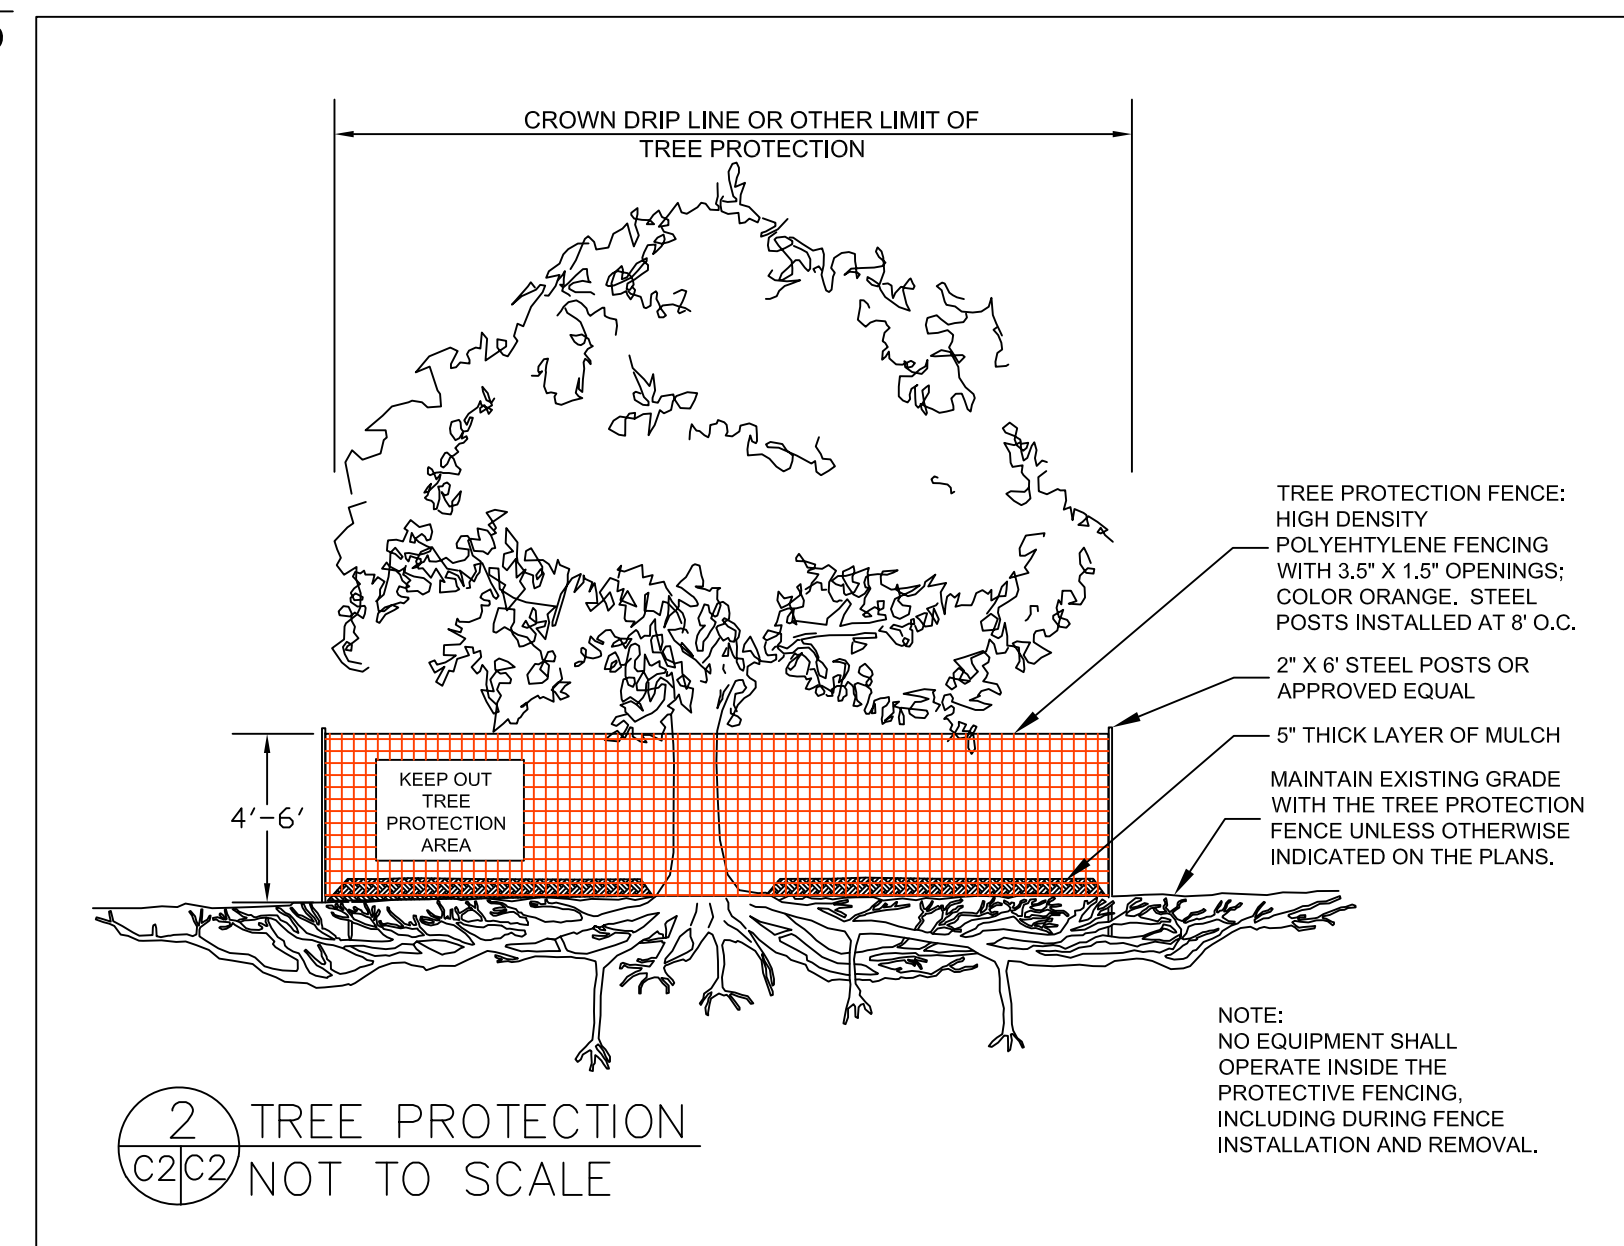 CROWN DRIP LINE OR OTHER LIMIT OF
TREE PROTECTION
TREE PROTECTION FENCE:
HIGH DENSITY
POLYEHTYLENE FENCING
WITH 3.5" X 1.5" OPENINGS;
COLOR ORANGE. STEEL
POSTS INSTALLED AT 8' O.C.
2" X 6' STEEL POSTS OR
APPROVED EQUAL
5" THICK LAYER OF MULCH
MAINTAIN EXISTING GRADE
WITH THE TREE PROTECTION
FENCE UNLESS OTHERWISE
INDICATED ON THE PLANS.
4'-6'
KEEP OUT
TREE
PROTECTION
AREA
NOTE:
NO EQUIPMENT SHALL
OPERATE INSIDE THE
PROTECTIVE FENCING,
INCLUDING DURING FENCE
INSTALLATION AND REMOVAL.
2
C2 C2
TREE PROTECTION
NOT TO SCALE